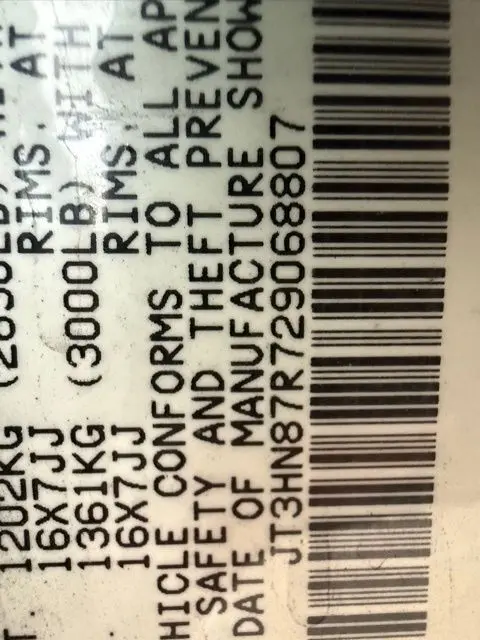 1202KG
16X7JJ RIMS, AT
1361KG (3000LB) WITH
16X7JJ RIMS, AT
HICLE CONFORMS TO ALL AP
SAFETY AND THEFT PREVEN
DATE OF MANUFACTURE SHOW
JT3HN87R729068807